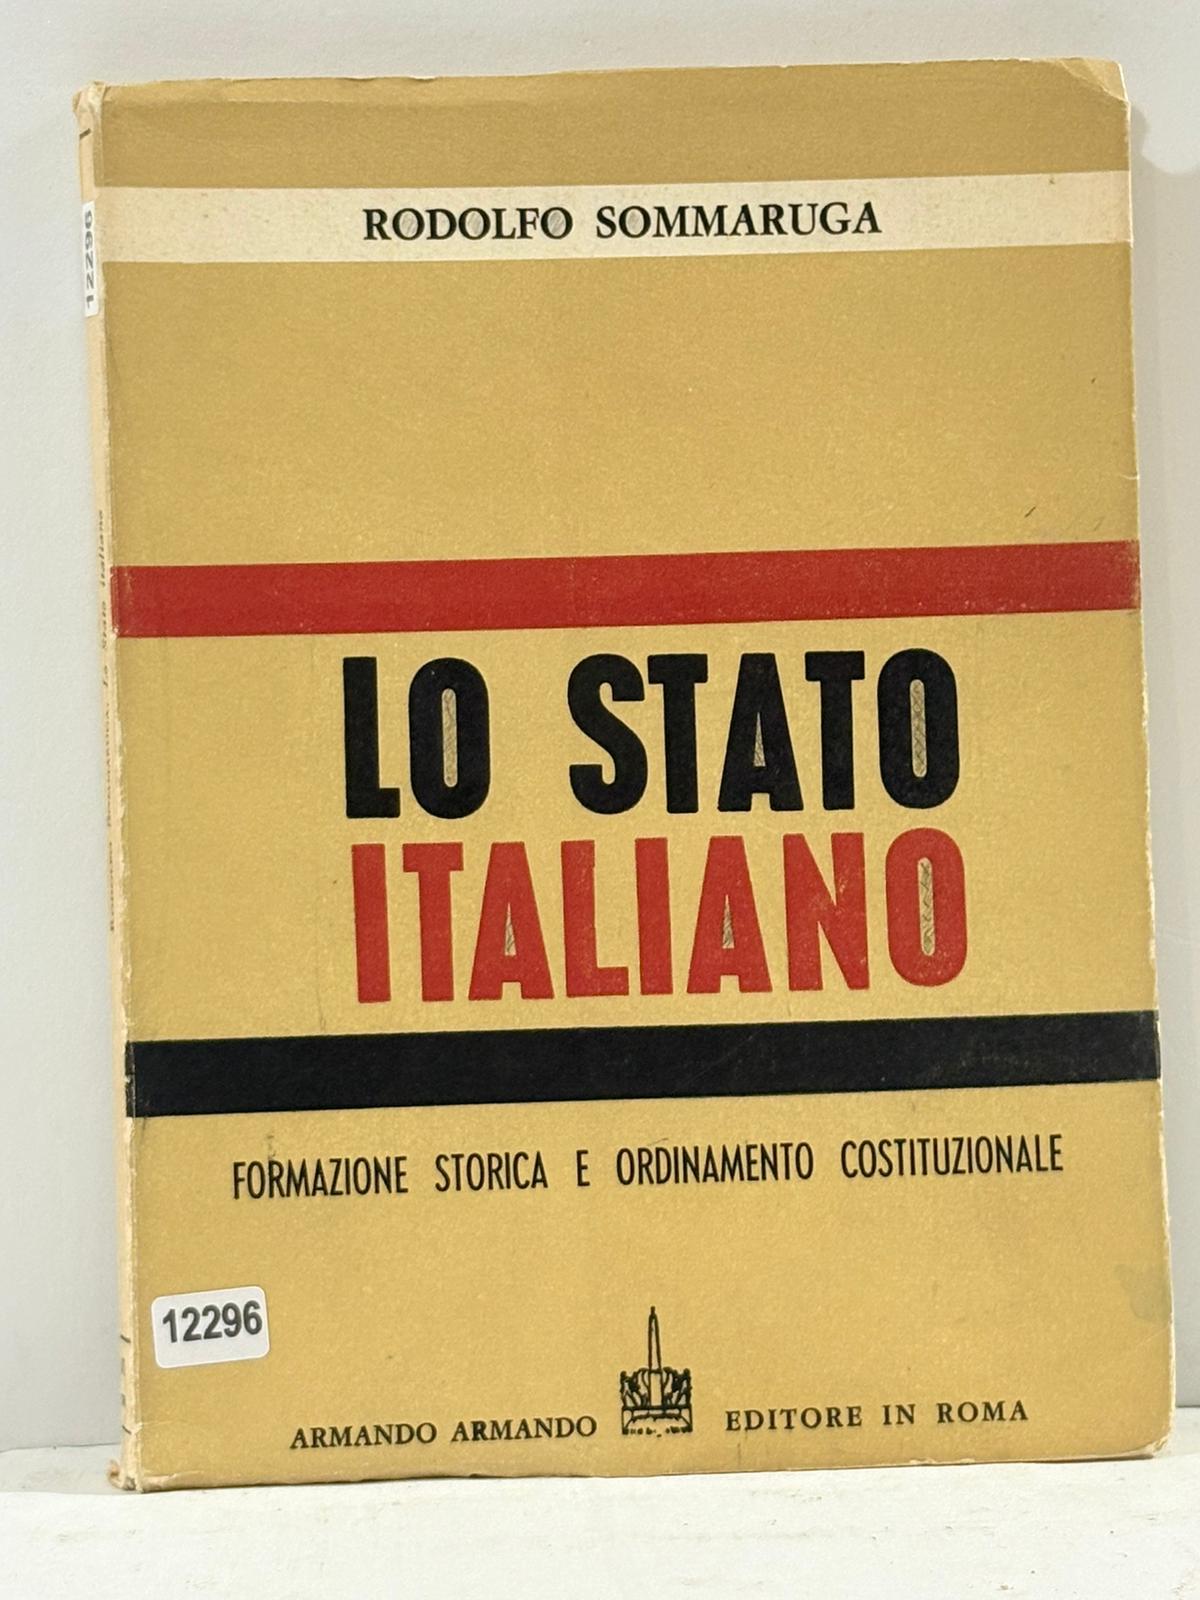 RODOLFO SOMMARUGA
LO STATO
ITALIANO
FORMAZIONE STORICA E ORDINAMENTO COSTITUZIONALE
12296
ARMANDO ARMANDO EDITORE IN ROMA
12296